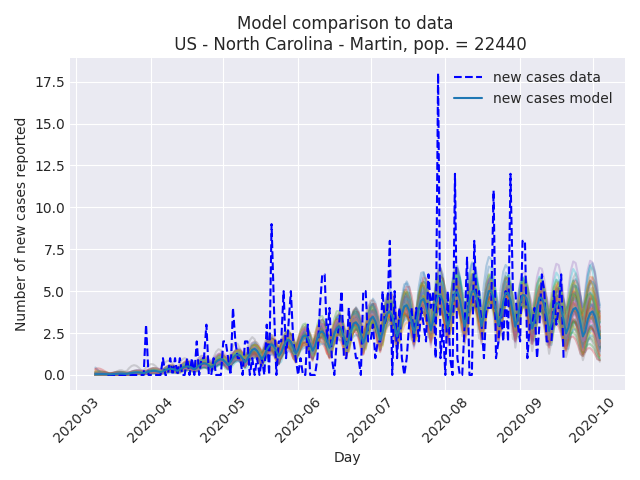 Model comparison to data
US - North Carolina - Martin, pop. = 22440
new cases data
new cases model
Number of new cases reported
17.5
15.0
12.5
10.0
7.5
5.0
2.5
0.0
2020-03
2020-04
2020-05
2020-06
2020-07
2020-08
2020-09
2020-10
Day